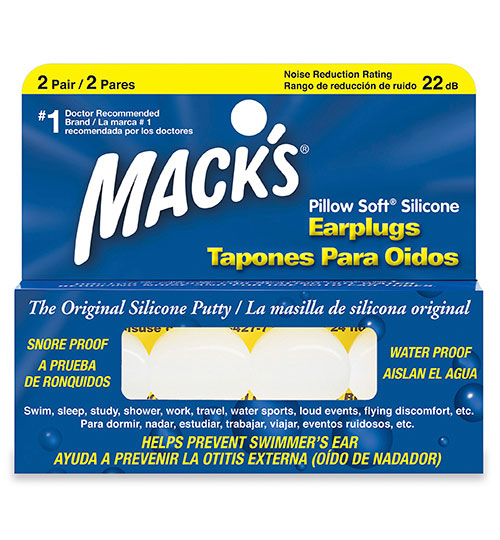 2 Pair / 2 Pares
Noise Reduction Rating
Rango de reducción de ruido 22 dB
#1 Doctor Recommended
Brand / La marca # 1
recomendada por los doctores
MACK'S®
Pillow Soft® Silicone
Earplugs
Tapones Para Oidos
The Original Silicone Putty / La masilla de silicona original
SNORE PROOF
A PRUEBA
DE RONQUIDOS
WATER PROOF
AISLAN EL AGUA
Swim, sleep, study, shower, work, travel, water sports, loud events, flying discomfort, etc.
Para dormir, nadar, estudiar, trabajar, viajar, eventos ruidosos, etc.
HELPS PREVENT SWIMMER'S EAR
AYUDA A PREVENIR LA OTITIS EXTERNA (OÍDO DE NADADOR)